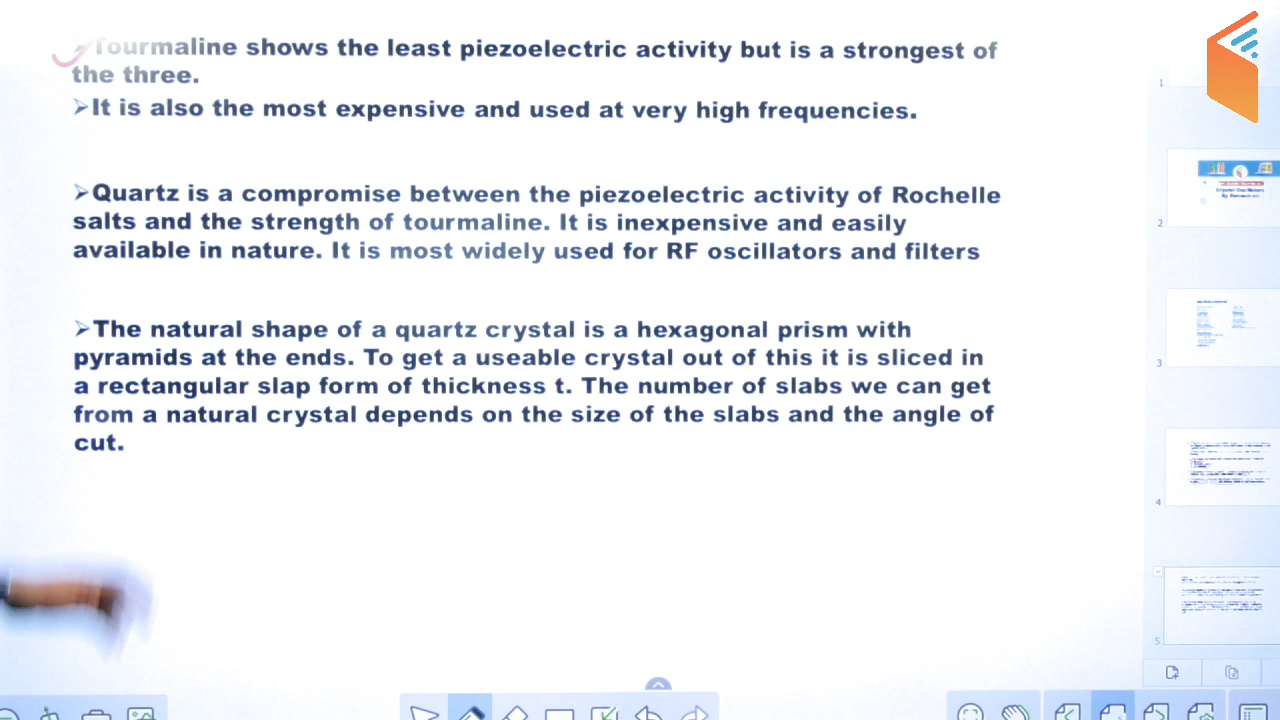 Tourmaline shows the least piezoelectric activity but is a strongest of
the three.
➢It is also the most expensive and used at very high frequencies.
➢Quartz is a compromise between the piezoelectric activity of Rochelle
salts and the strength of tourmaline. It is inexpensive and easily
available in nature. It is most widely used for RF oscillators and filters
➢The natural shape of a quartz crystal is a hexagonal prism with
pyramids at the ends. To get a useable crystal out of this it is sliced in
a rectangular slap form of thickness t. The number of slabs we can get
from a natural crystal depends on the size of the slabs and the angle of
cut.
1
2
3
4
5